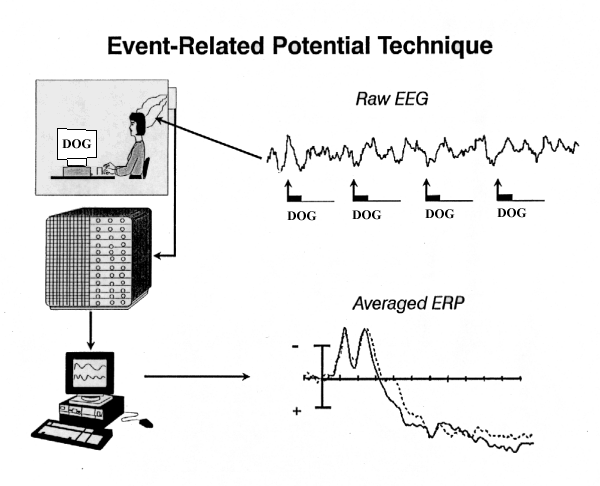 Event-Related Potential Technique
Raw EEG
DOG
DOG DOG DOG DOG
Averaged ERP
-
+